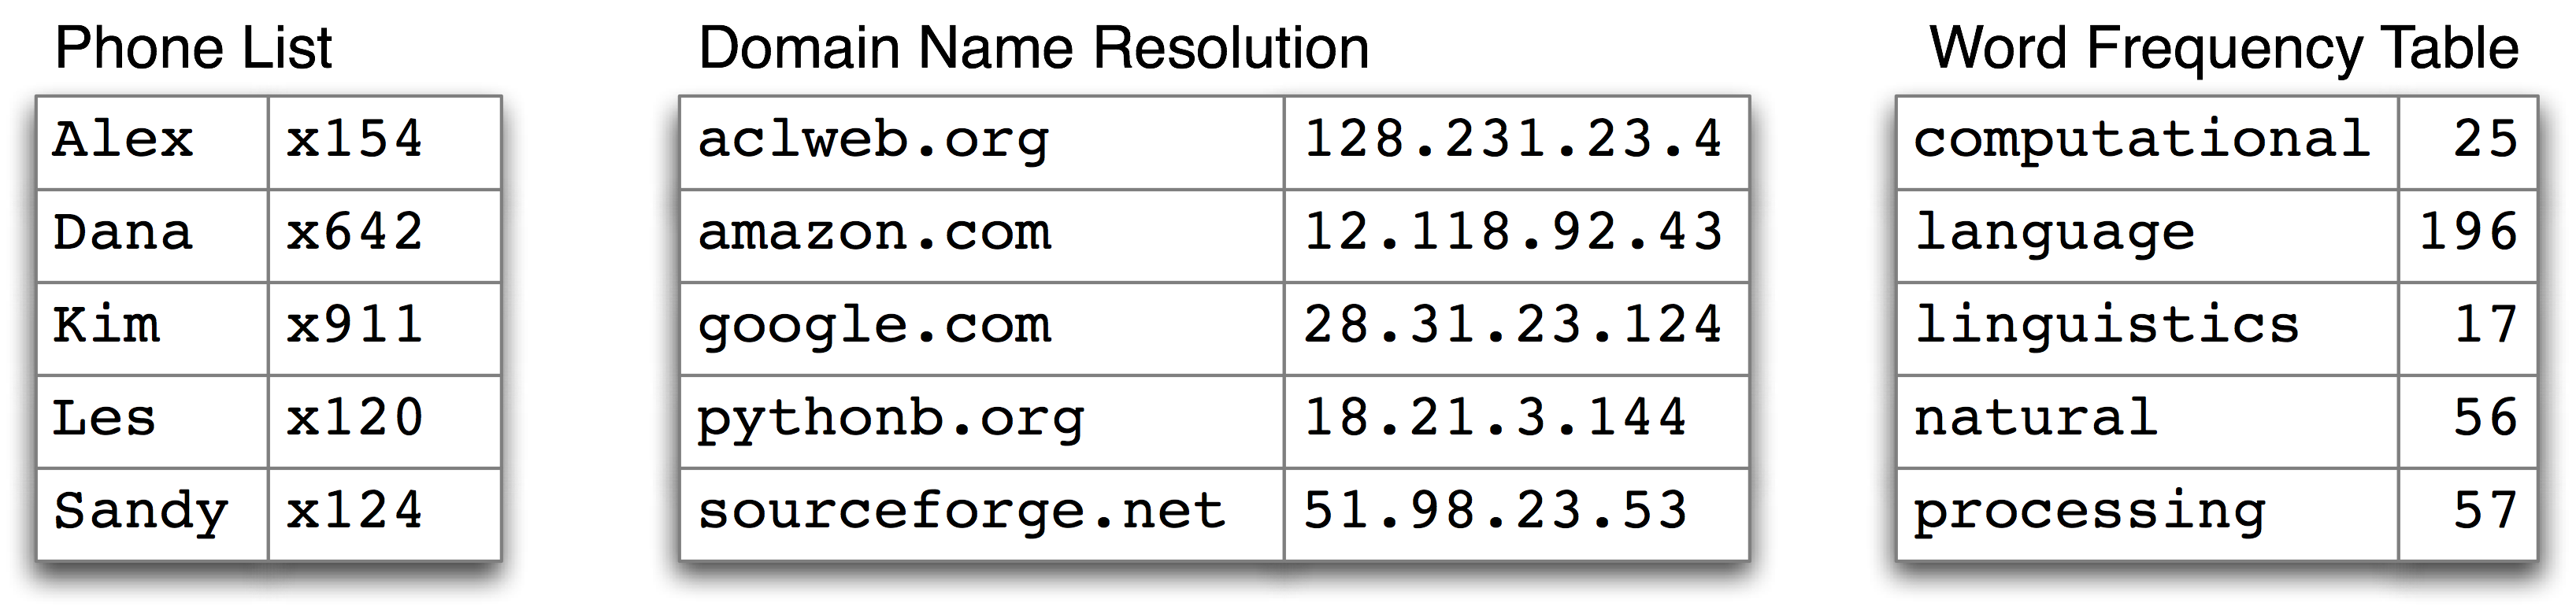 Phone List
Alex x154
Dana x642
Kim x911
Les x120
Sandy x124
Domain Name Resolution
aclweb.org 128.231.23.4
amazon.com 12.118.92.43
google.com 28.31.23.124
pythonb.org 18.21.3.144
sourceforge.net 51.98.23.53
Word Frequency Table
computational 25
language 196
linguistics 17
natural 56
processing 57